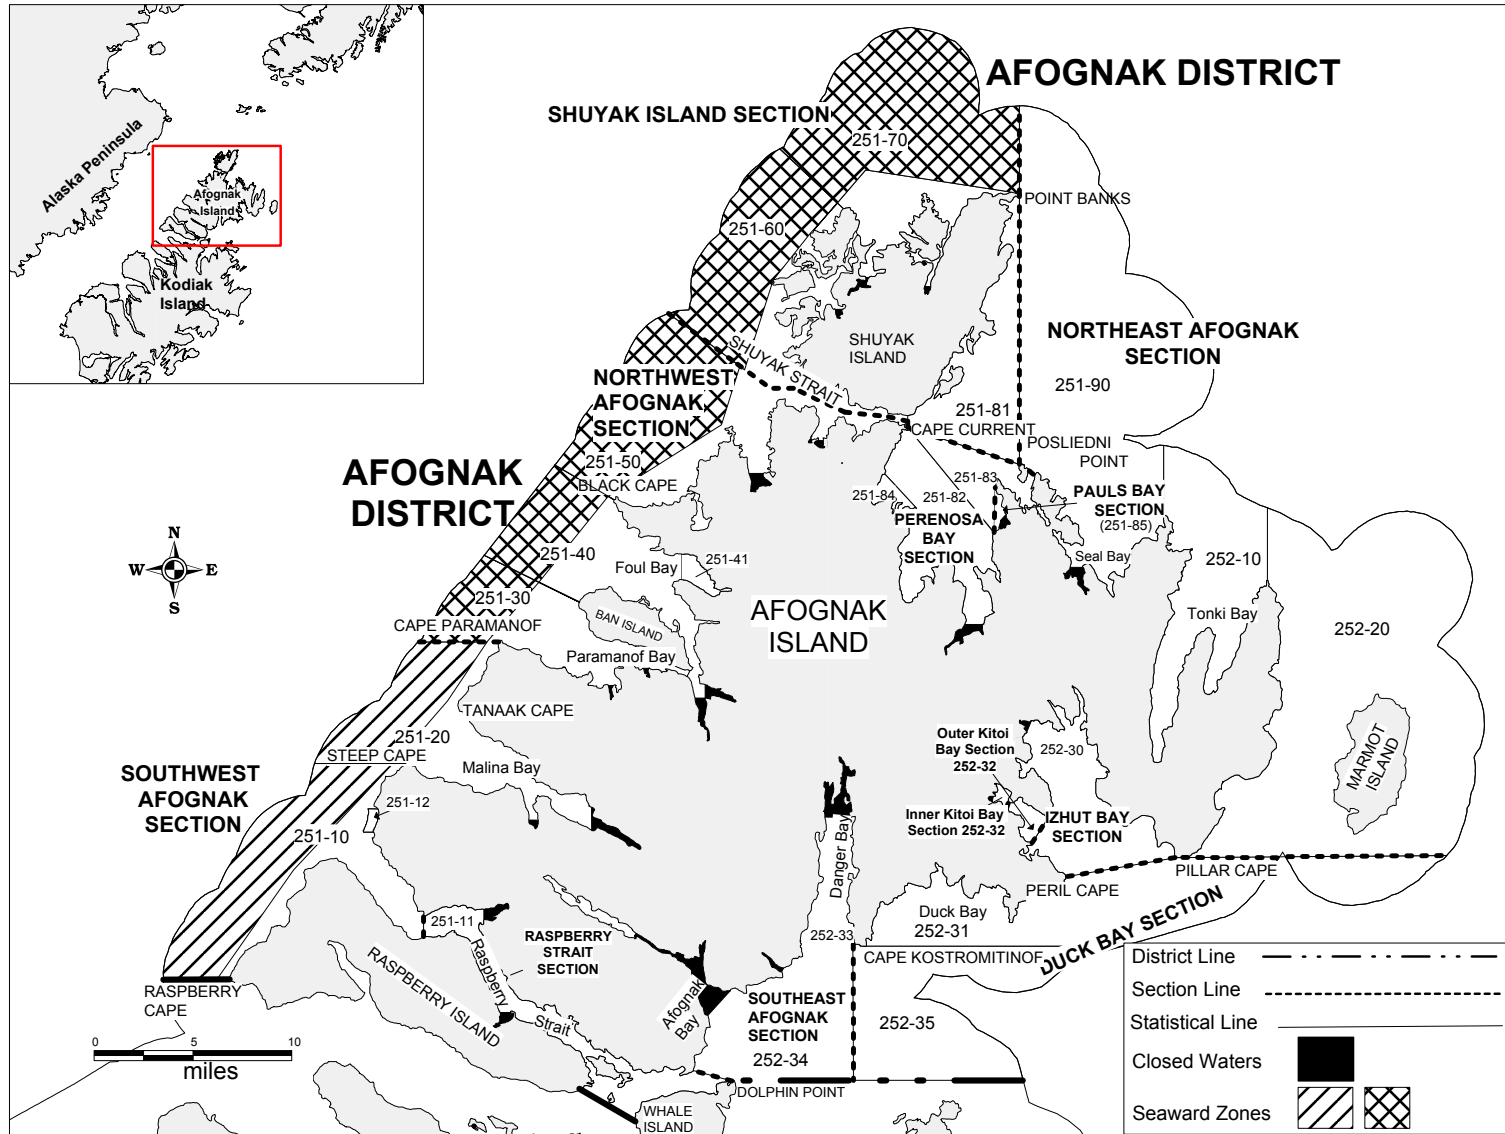 Alaska Peninsula
Afognak
Island
Kodiak
Island
AFOGNAK DISTRICT
SHUYAK ISLAND SECTION
251-70
POINT BANKS
251-60
NORTHEAST AFOGNAK
SECTION
SHUYAK
ISLAND
SHUYAK STRAIT
251-90
NORTHWEST
AFOGNAK
SECTION
251-81
CAPE CURRENT
POSLIEDNI
POINT
AFOGNAK
DISTRICT
251-50
BLACK CAPE
251-84
251-82
251-83
PAULS BAY
SECTION
(251-85)
PERENOSA
BAY
SECTION
N
W
E
S
251-40
Foul Bay
251-41
Seal Bay
252-10
251-30
CAPE PARAMANOF
BAN ISLAND
AFOGNAK
ISLAND
Tonki Bay
252-20
Paramanof Bay
TANAAK CAPE
251-20
STEEP CAPE
Malina Bay
Outer Kitoi
Bay Section
252-32
252-30
MARMOT
ISLAND
SOUTHWEST
AFOGNAK
SECTION
251-12
251-10
Inner Kitoi Bay
Section 252-32
IZHUT BAY
SECTION
Danger Bay
PILLAR CAPE
PERIL CAPE
251-11
Duck Bay
252-31
252-33
DUCK BAY SECTION
RASPBERRY
STRAIT
SECTION
Raspberry
Strait
RASPBERRY ISLAND
CAPE KOSTROMITINOF
RASPBERRY
CAPE
Afognak
Bay
SOUTHEAST
AFOGNAK
SECTION
252-34
252-35
0
5
10
miles
DOLPHIN POINT
WHALE
ISLAND
District Line
Section Line
Statistical Line
Closed Waters
Seaward Zones